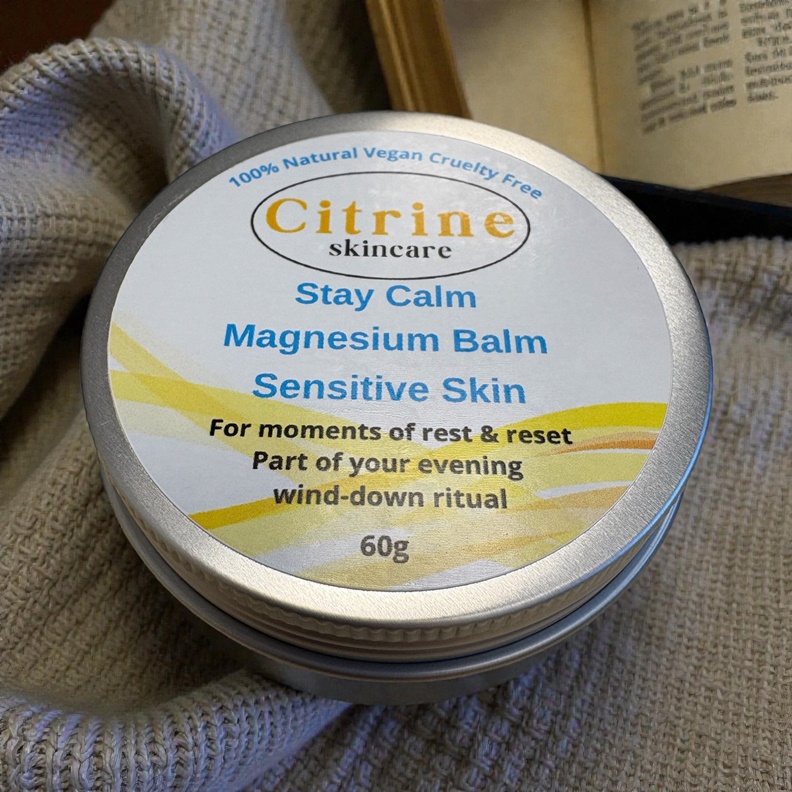 100% Natural Vegan Cruelty Free
Citrine
skincare
Stay Calm
Magnesium Balm
Sensitive Skin
For moments of rest & reset
Part of your evening
wind-down ritual
60g